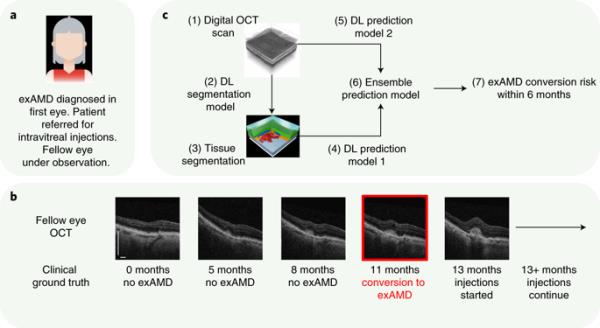 a
exAMD diagnosed in
first eye. Patient
referred for
intravitreal injections.
Fellow eye
under observation.
c
(1) Digital OCT
scan
(2) DL
segmentation
model
(3) Tissue
segmentation
(5) DL prediction
model 2
(6) Ensemble
prediction model
(4) DL prediction
model 1
(7) exAMD conversion risk
within 6 months
b
Fellow eye
OCT
Clinical
ground truth
0 months
no exAMD
5 months
no exAMD
8 months
no exAMD
11 months
conversion to
exAMD
13 months
injections
started
13+ months
injections
continue